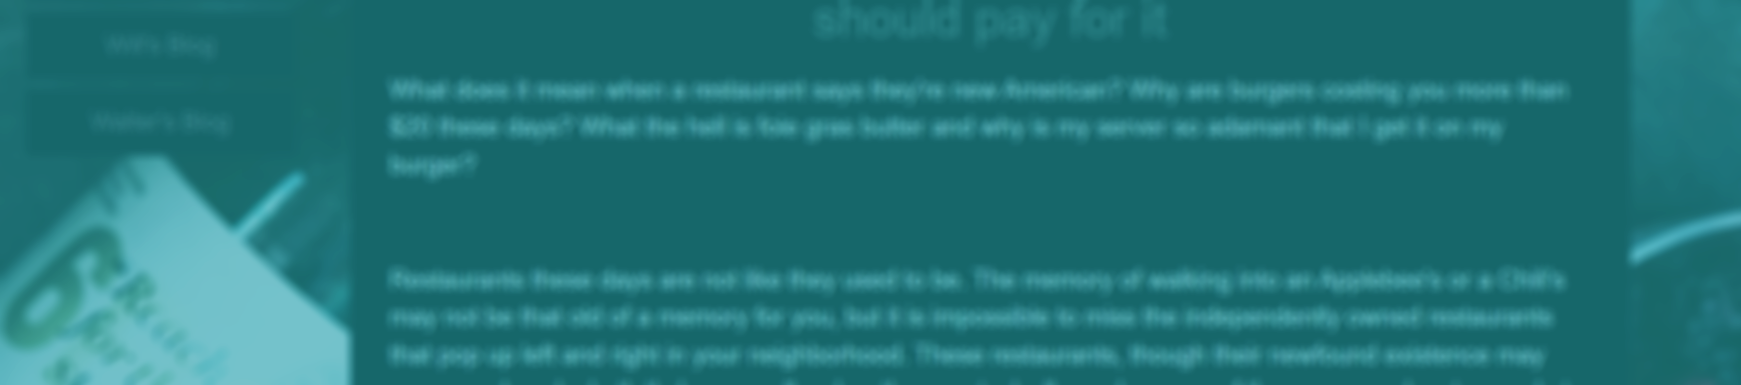 should pay for it
Will's Blog
What does it mean when a restaurant says they're new American? Why are burgers costing you more than
$20 these days? What the hell is foie gras butter and why is my server so adamant that I get it on my
burger?
Restaurants these days are not like they used to be. The memory of walking into an Applebee's or a Chili's
may not be that old of a memory for you, but it is impossible to miss the independently owned restaurants
that pop up left and right in your neighborhood. These restaurants, though their newfound existence may
6 Reach
for th